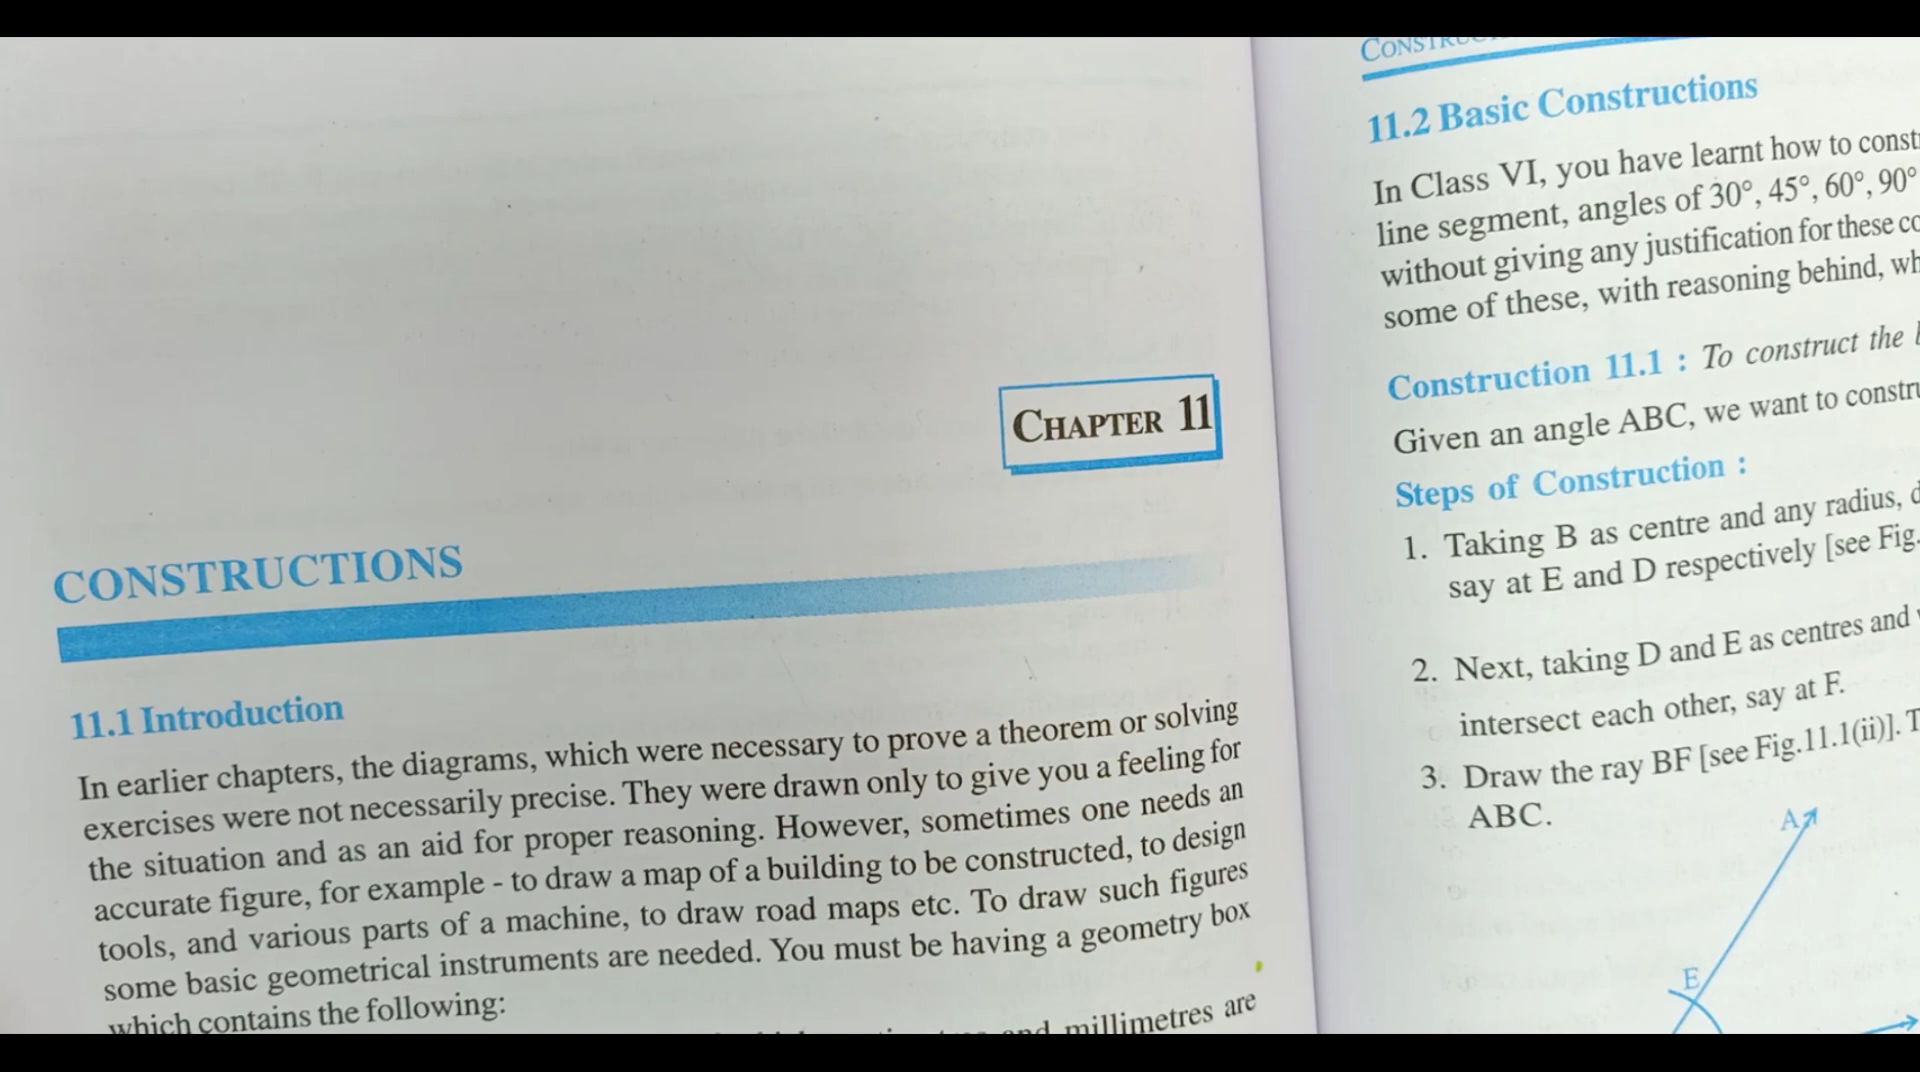 CHAPTER 11
CONSTRUCTIONS
11.1 Introduction
In earlier chapters, the diagrams, which were necessary to prove a theorem or solving
exercises were not necessarily precise. They were drawn only to give you a feeling for
the situation and as an aid for proper reasoning. However, sometimes one needs an
accurate figure, for example - to draw a map of a building to be constructed, to design
tools, and various parts of a machine, to draw road maps etc. To draw such figures
some basic geometrical instruments are needed. You must be having a geometry box
which contains the following:
and millimetres are
11.2 Basic Constructions
In Class VI, you have learnt how to
line segment, angles of 30°, 45°, 60°, 90°
without giving any justification for these
some of these, with reasoning behind,
Construction 11.1 : To construct the
Given an angle ABC, we want to
Steps of Construction :
1. Taking B as centre and any radius,
say at E and D respectively [see Fig.
2. Next, taking D and E as centres and
intersect each other, say at F.
3. Draw the ray BF [see Fig.11.1(ii)].
ABC.
A
E